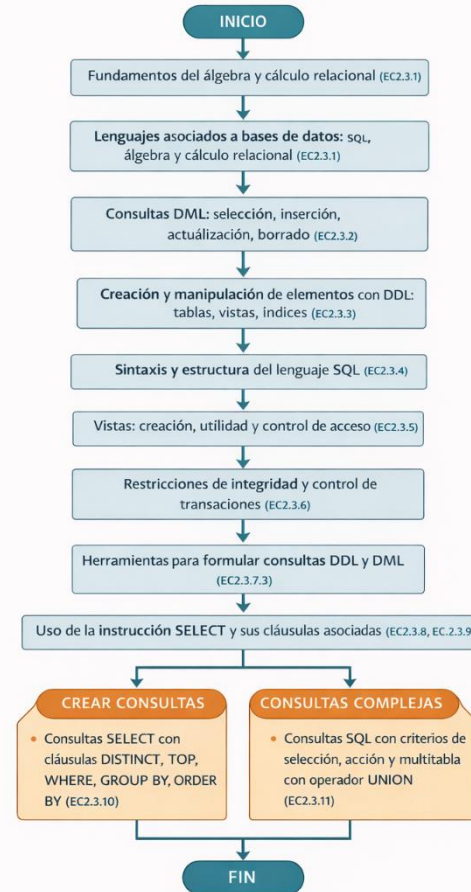 INICIO
Fundamentos del álgebra y cálculo relacional (EC2.3.1)
Lenguajes asociados a bases de datos: SQL,
álgebra y cálculo relacional (EC2.3.1)
Consultas DML: selección, inserción,
actuálización, borrado (EC2.3.2)
Creación y manipulación de elementos con DDL:
tablas, vistas, indices (EC2.3.3)
Sintaxis y estructura del lenguaje SQL (EC2.3.4)
Vistas: creación, utilidad y control de acceso (EC2.3.5)
Restricciones de integridad y control de
transaciones (EC2.3.6)
Herramientas para formular consultas DDL y DML
(EC2.3.7.3)
Uso de la instrucción SELECT y sus cláusulas asociadas (EC2.3.8, EC.2.3.9
CREAR CONSULTAS
• Consultas SELECT con
cláusulas DISTINCT, TOP,
WHERE, GROUP BY, ORDER
BY (EC2.3.10)
CONSULTAS COMPLEJAS
• Consultas SQL con criterios de
selección, acción y multitabla
con operador UNION
(EC2.3.11)
FIN